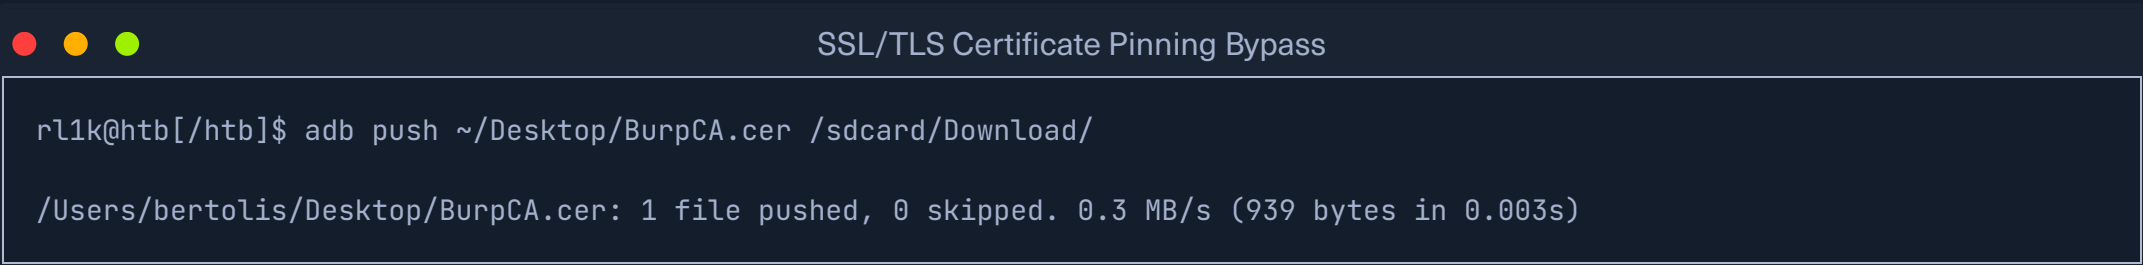 SSL/TLS Certificate Pinning Bypass
rl1k@htb[/htb]$ adb push ~/Desktop/BurpCA.cer /sdcard/Download/
/Users/bertolis/Desktop/BurpCA.cer: 1 file pushed, 0 skipped. 0.3 MB/s (939 bytes in 0.003s)